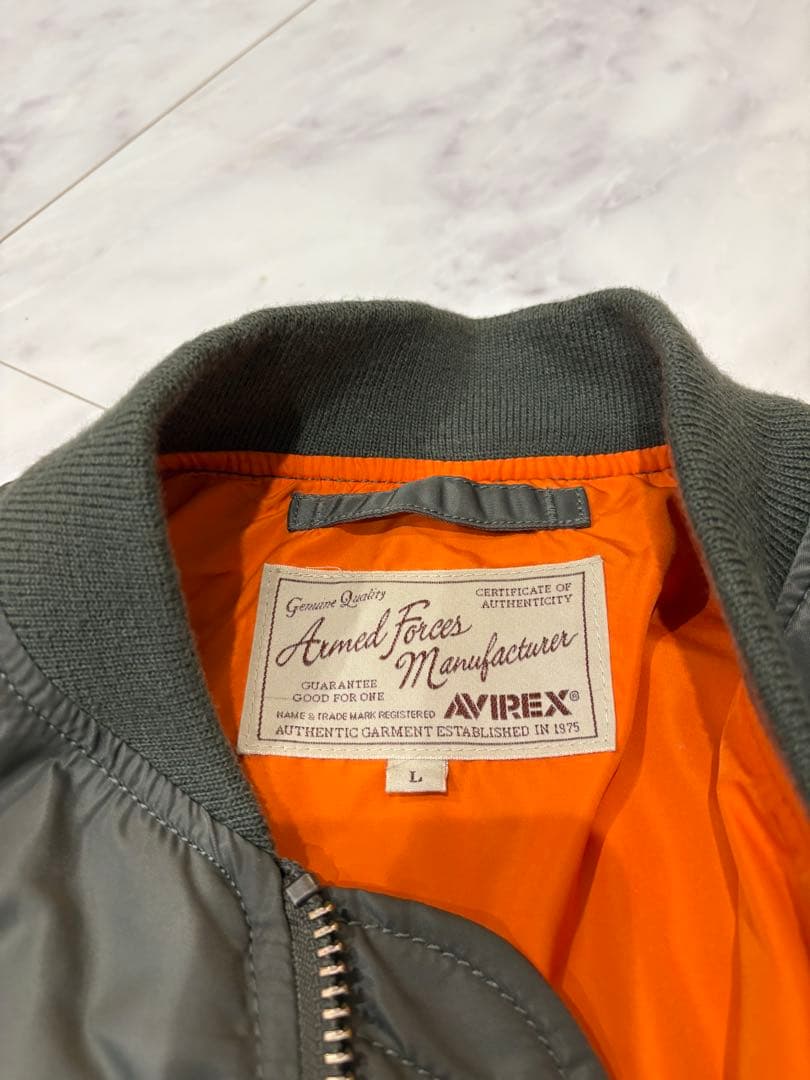 Genuine Quality
CERTIFICATE OF
AUTHENTICITY
Armed Forces
Manufacturer
GUARANTEE
GOOD FOR ONE
NAME & TRADE MARK REGISTERED
AVIREX®
AUTHENTIC GARMENT ESTABLISHED IN 1975
L